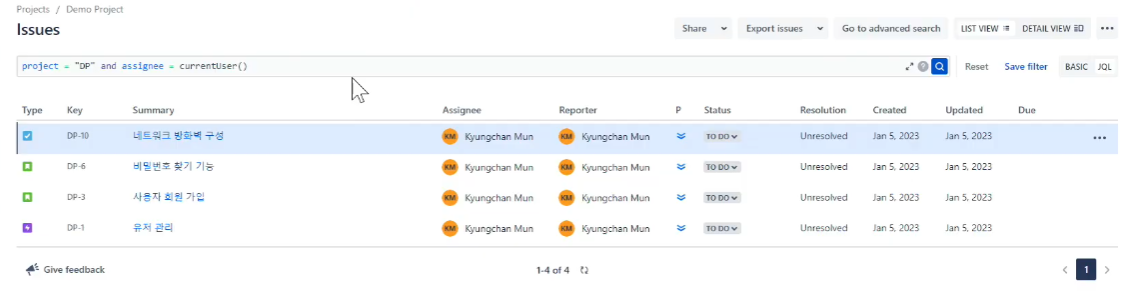 Projects / Demo Project
Issues
Share Export issues Go to advanced search LIST VIEW DETAIL VIEW
project = "DP" and assignee = currentUser()
Reset Save filter BASIC JQL
Type Key Summary Assignee Reporter P Status Resolution Created Updated Due
DP-10 네트워크 방화벽 구성 KM Kyungchan Mun KM Kyungchan Mun TO DO Unresolved Jan 5, 2023 Jan 5, 2023
DP-6 비밀번호 찾기 기능 KM Kyungchan Mun KM Kyungchan Mun TO DO Unresolved Jan 5, 2023 Jan 5, 2023
DP-3 사용자 회원 가입 KM Kyungchan Mun KM Kyungchan Mun TO DO Unresolved Jan 5, 2023 Jan 5, 2023
DP-1 유저 관리 KM Kyungchan Mun KM Kyungchan Mun TO DO Unresolved Jan 5, 2023 Jan 5, 2023
Give feedback 1-4 of 4 1